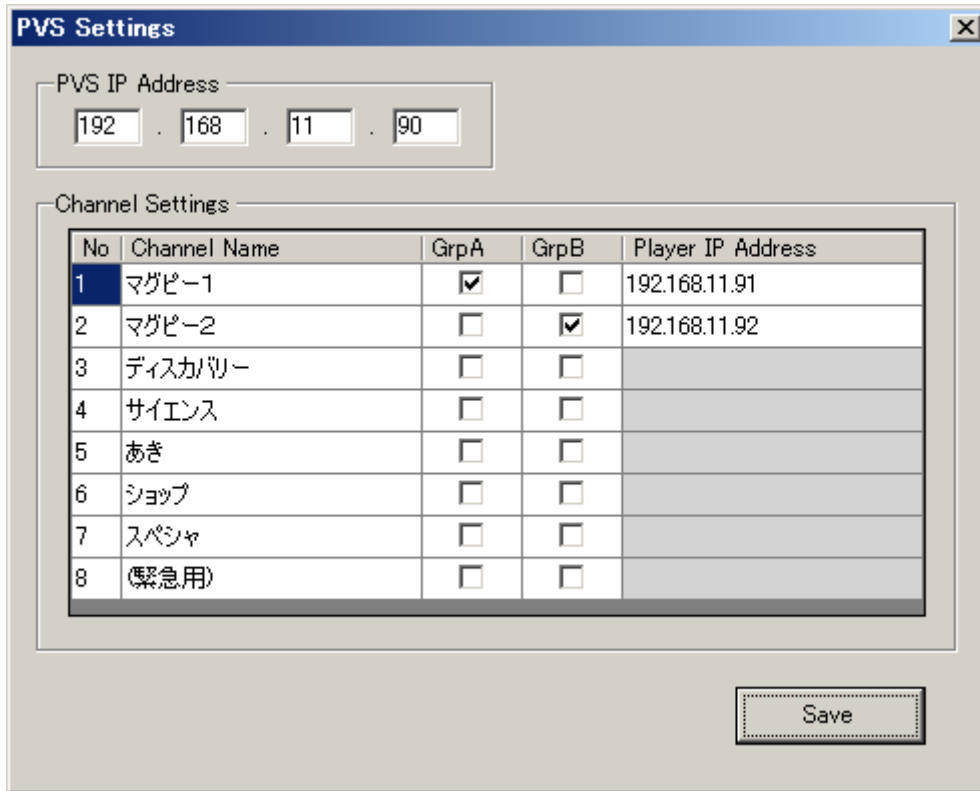 PVS Settings
PVS IP Address
192 . 168 . 11 . 90
Channel Settings
No Channel Name GrpA GrpB Player IP Address
1 マグピー1 192.168.11.91
2 マグピー2 192.168.11.92
3 ディスカバリー
4 サイエンス
5 あき
6 ショップ
7 スペシャ
8 (緊急用)
Save